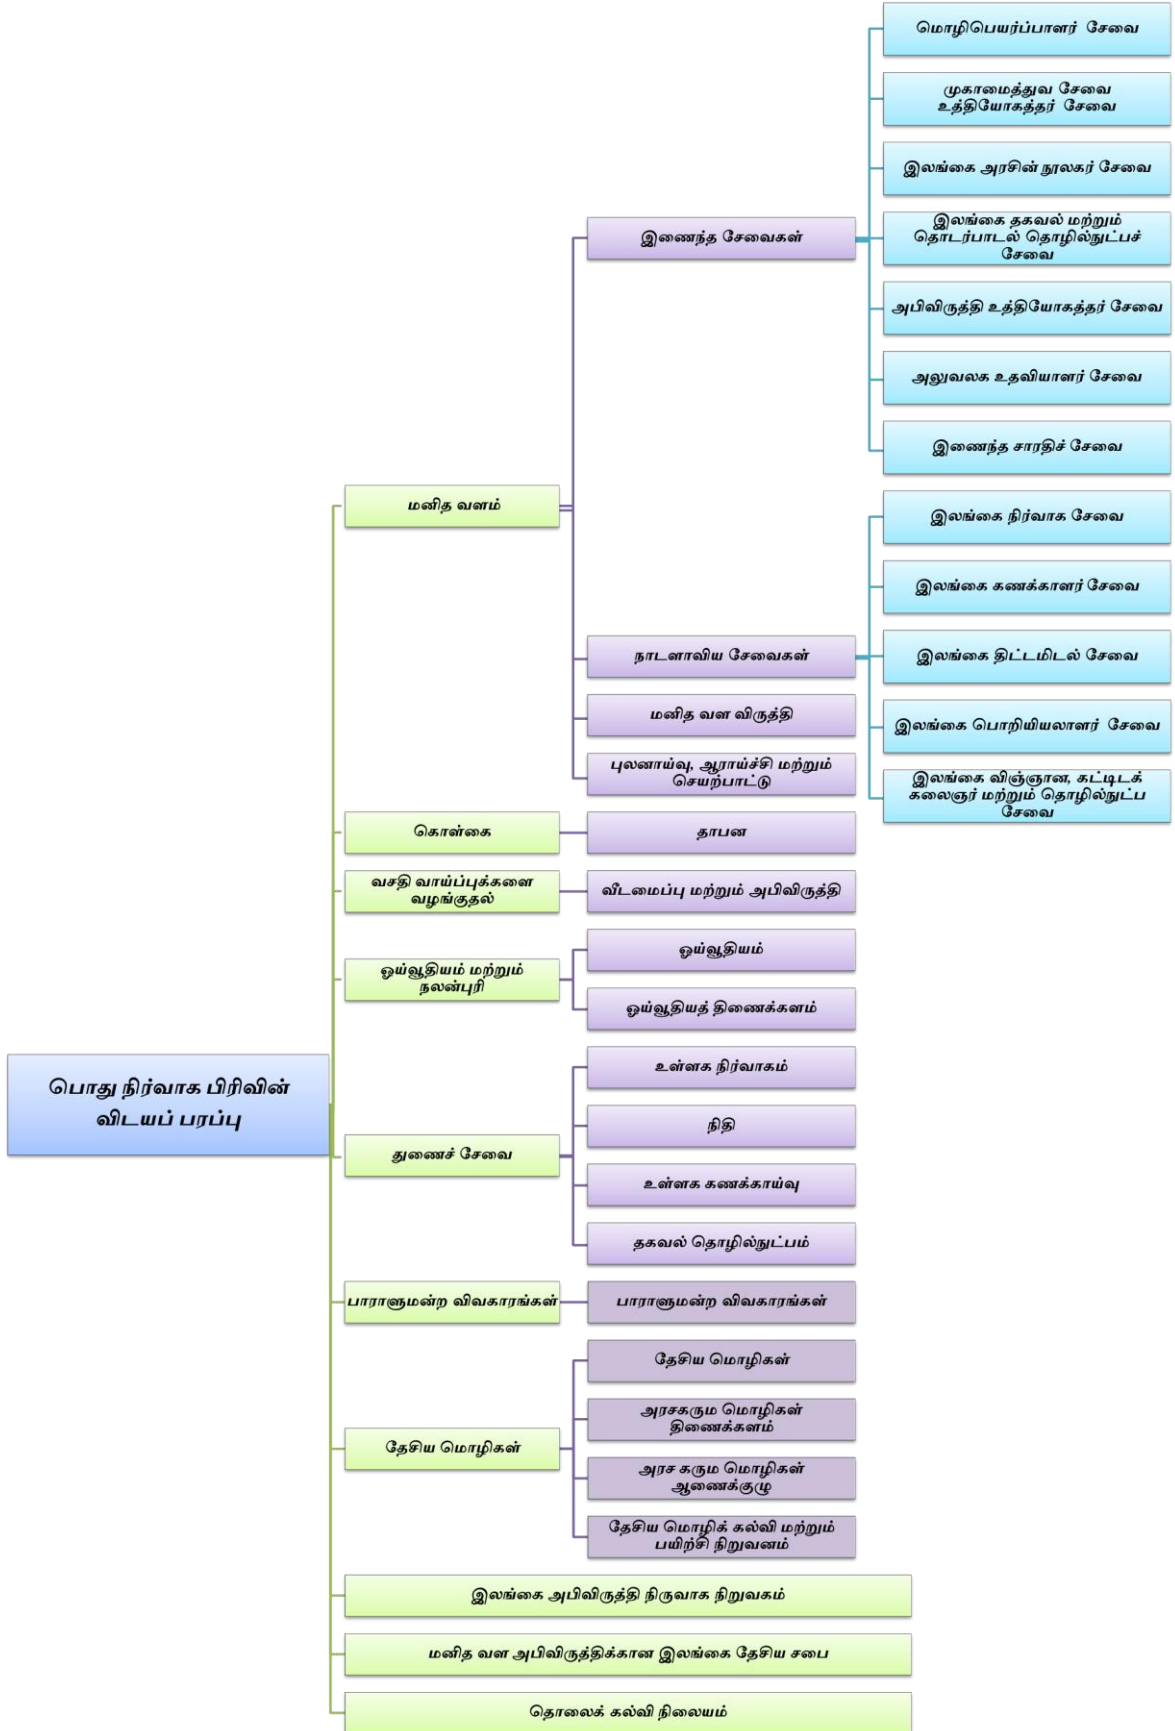 மொழிபெயர்ப்பாளர் சேவை
முகாமைத்துவ சேவை
உத்தியோகத்தர் சேவை
இலங்கை அரசின் நூலகர் சேவை
இணைந்த சேவைகள்
இலங்கை தகவல் மற்றும்
தொடர்பாடல் தொழில்நுட்பச்
சேவை
அபிவிருத்தி உத்தியோகத்தர் சேவை
அலுவலக உதவியாளர் சேவை
இணைந்த சாரதிச் சேவை
மனித வளம்
இலங்கை நிர்வாக சேவை
இலங்கை கணக்காளர் சேவை
நாடளாவிய சேவைகள்
இலங்கை திட்டமிடல் சேவை
மனித வள விருத்தி
இலங்கை பொறியியலாளர் சேவை
புலனாய்வு, ஆராய்ச்சி மற்றும்
செயற்பாட்டு
இலங்கை விஞ்ஞான, கட்டிடக்
கலைஞர் மற்றும் தொழில்நுட்ப
சேவை
கொள்கை
தாபன
வசதி வாய்ப்புக்களை
வழங்குதல்
வீடமைப்பு மற்றும் அபிவிருத்தி
ஓய்வூதியம் மற்றும்
நலன்புரி
ஓய்வூதியம்
ஓய்வூதியத் திணைக்களம்
பொது நிர்வாக பிரிவின்
விடயப் பரப்பு
துணைச் சேவை
உள்ளக நிர்வாகம்
நிதி
உள்ளக கணக்காய்வு
தகவல் தொழில்நுட்பம்
பாராளுமன்ற விவகாரங்கள்
பாராளுமன்ற விவகாரங்கள்
தேசிய மொழிகள்
தேசிய மொழிகள்
அரசகரும மொழிகள்
திணைக்களம்
அரச கரும மொழிகள்
ஆணைக்குழு
தேசிய மொழிக் கல்வி மற்றும்
பயிற்சி நிறுவனம்
இலங்கை அபிவிருத்தி நிருவாக நிறுவகம்
மனித வள அபிவிருத்திக்கான இலங்கை தேசிய சபை
தொலைக் கல்வி நிலையம்